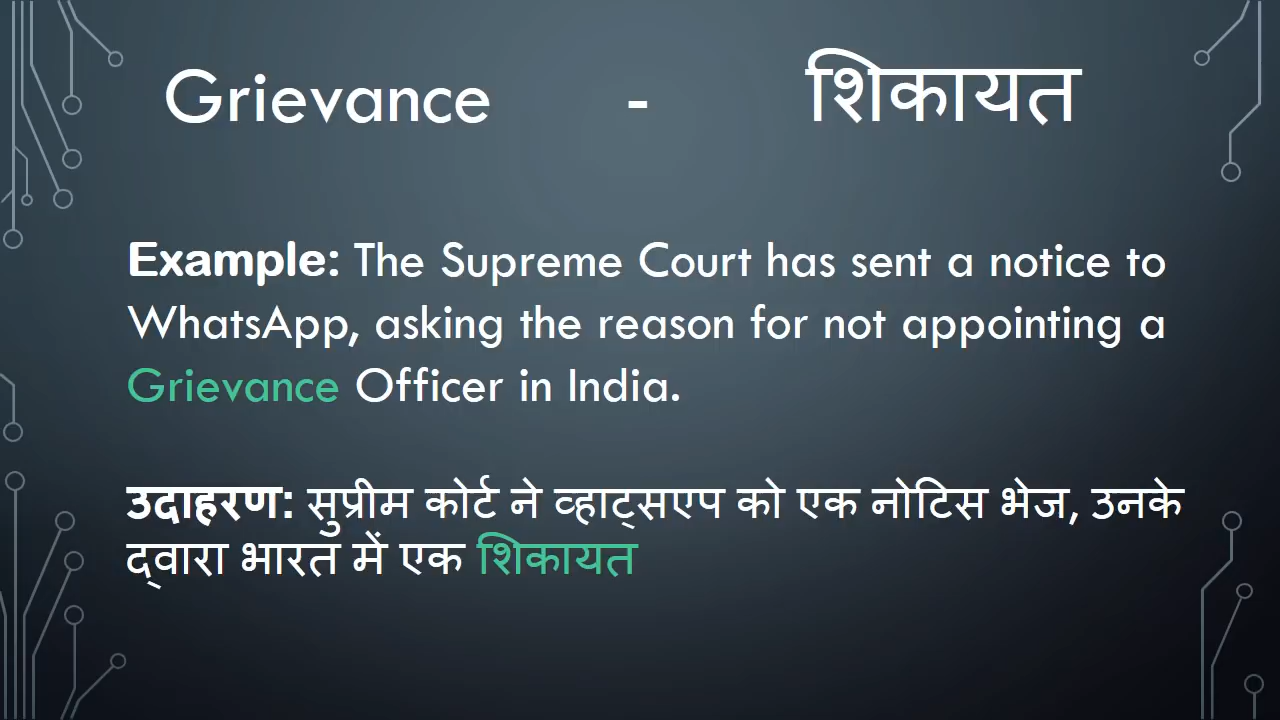 Grievance - शिकायत
Example: The Supreme Court has sent a notice to
WhatsApp, asking the reason for not appointing a
Grievance Officer in India.
उदाहरण: सुप्रीम कोर्ट ने व्हाट्सएप को एक नोटिस भेज, उनके
द्वारा भारत में एक शिकायत